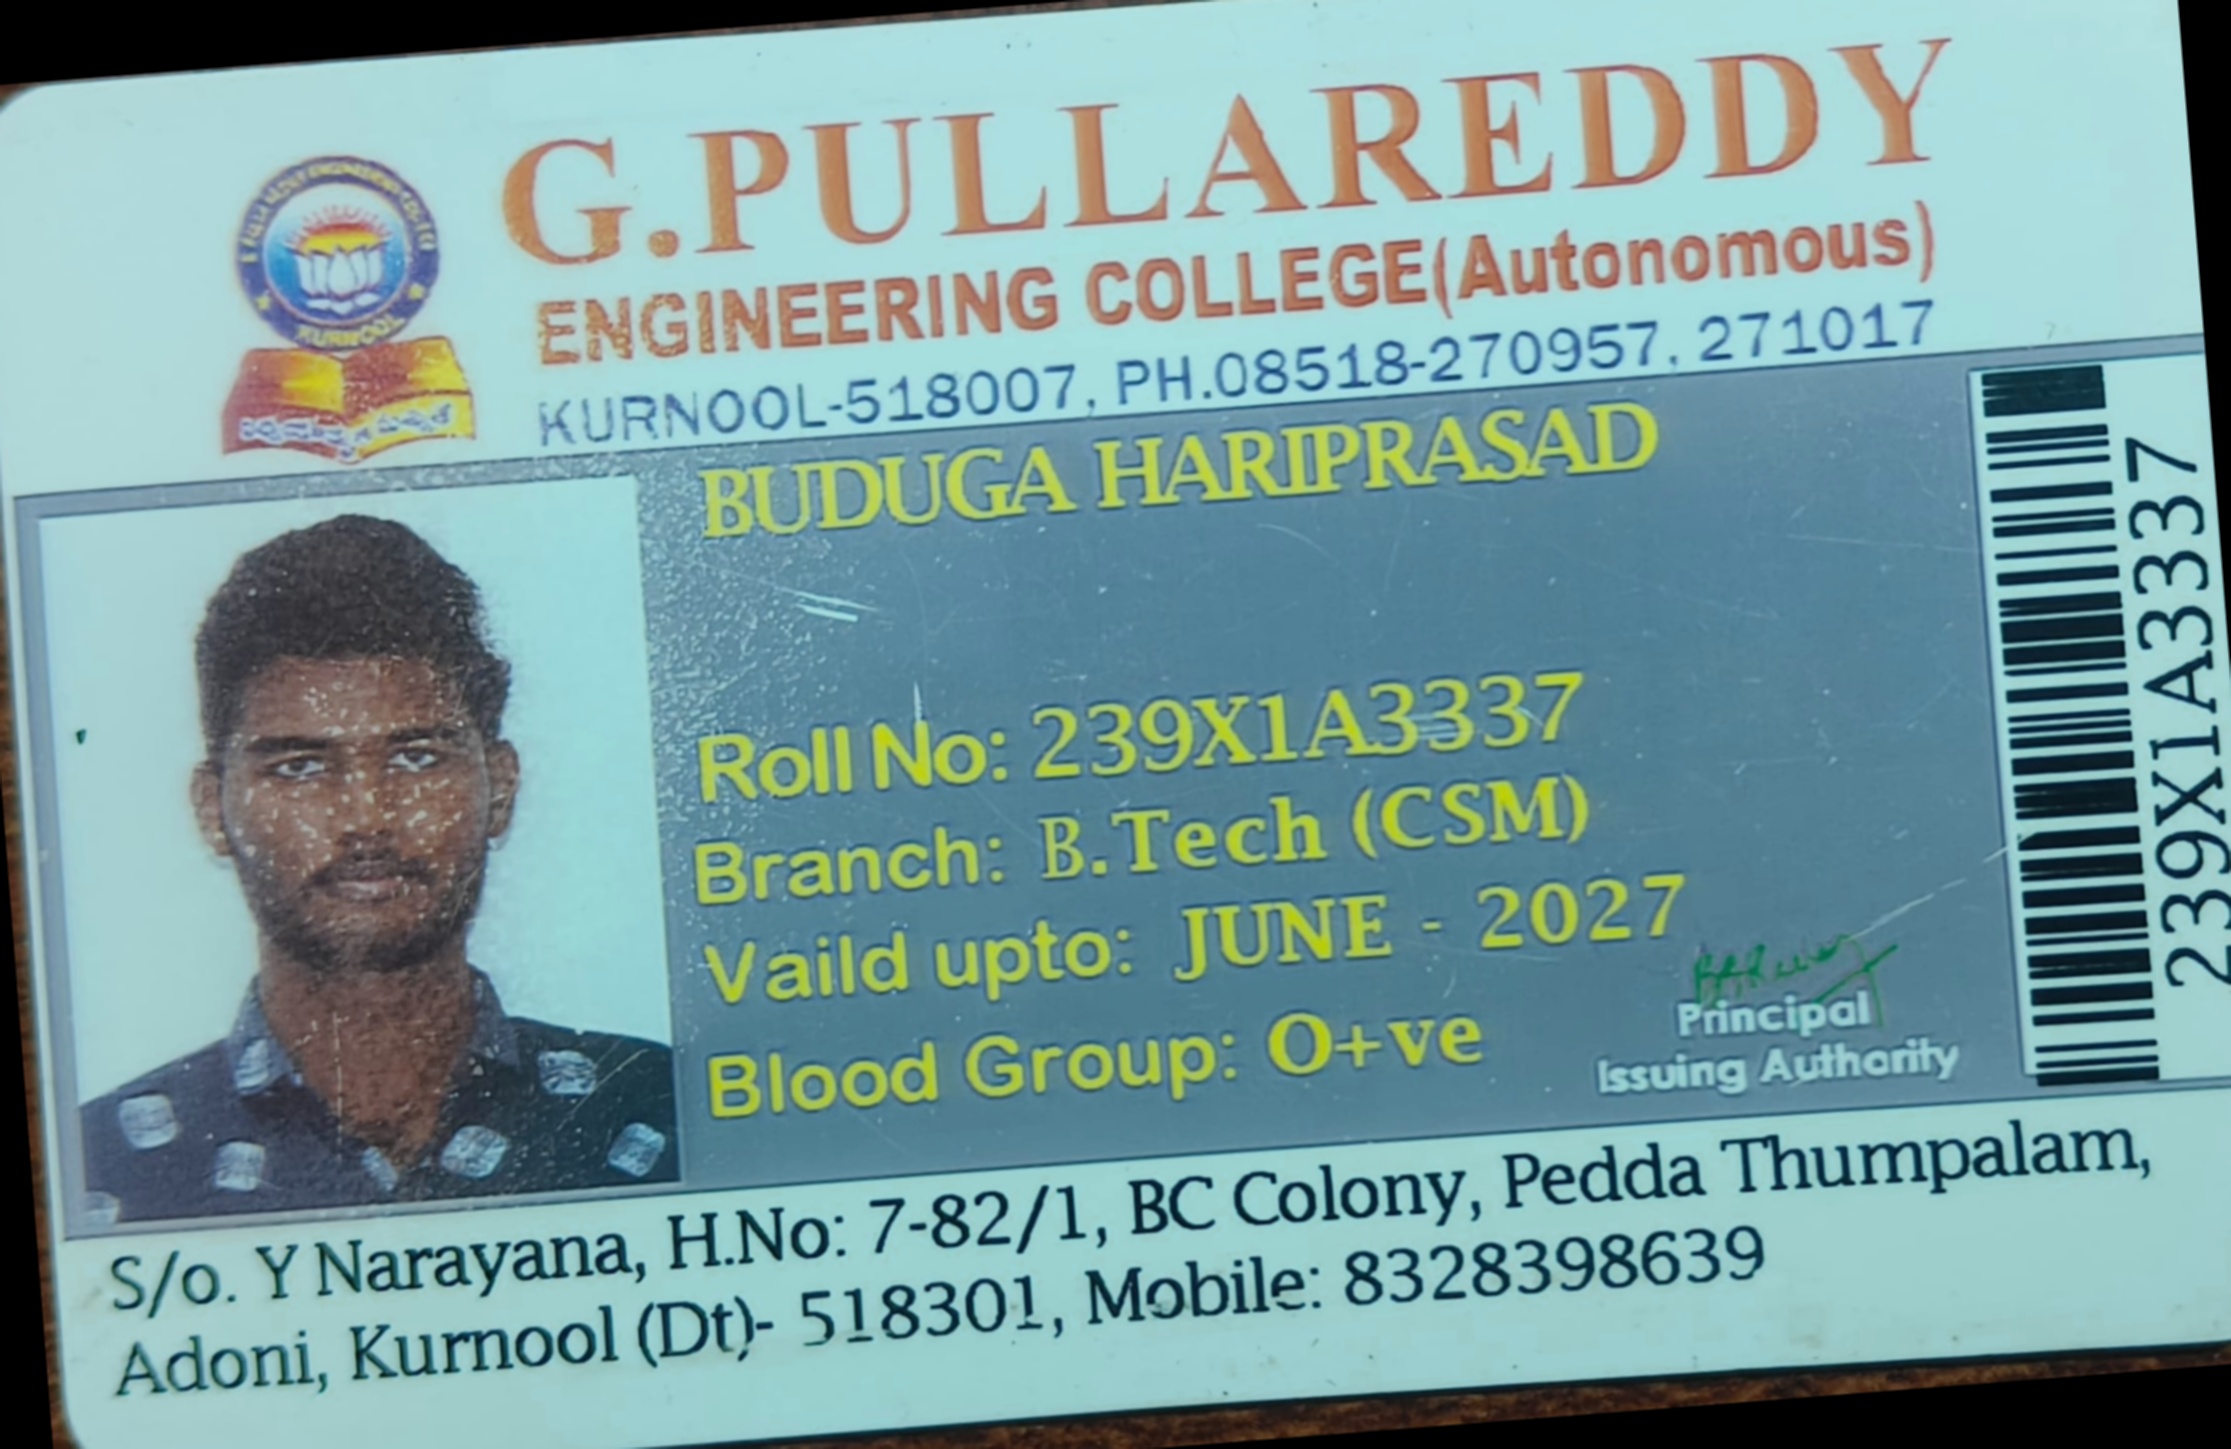 G.PULLAREDDY
ENGINEERING COLLEGE(Autonomous)
KURNOOL-518007, PH.08518-270957, 271017
KURNOOL
BUDUGA HARIPRASAD
Roll No: 239X1A3337
Branch: B.Tech (CSM)
Vaild upto: JUNE - 2027
Blood Group: O+ve
Principal
Issuing Authority
239X1A3337
S/o. Y Narayana, H.No: 7-82/1, BC Colony, Pedda Thumpalam,
Adoni, Kurnool (Dt)- 518301, Mobile: 8328398639